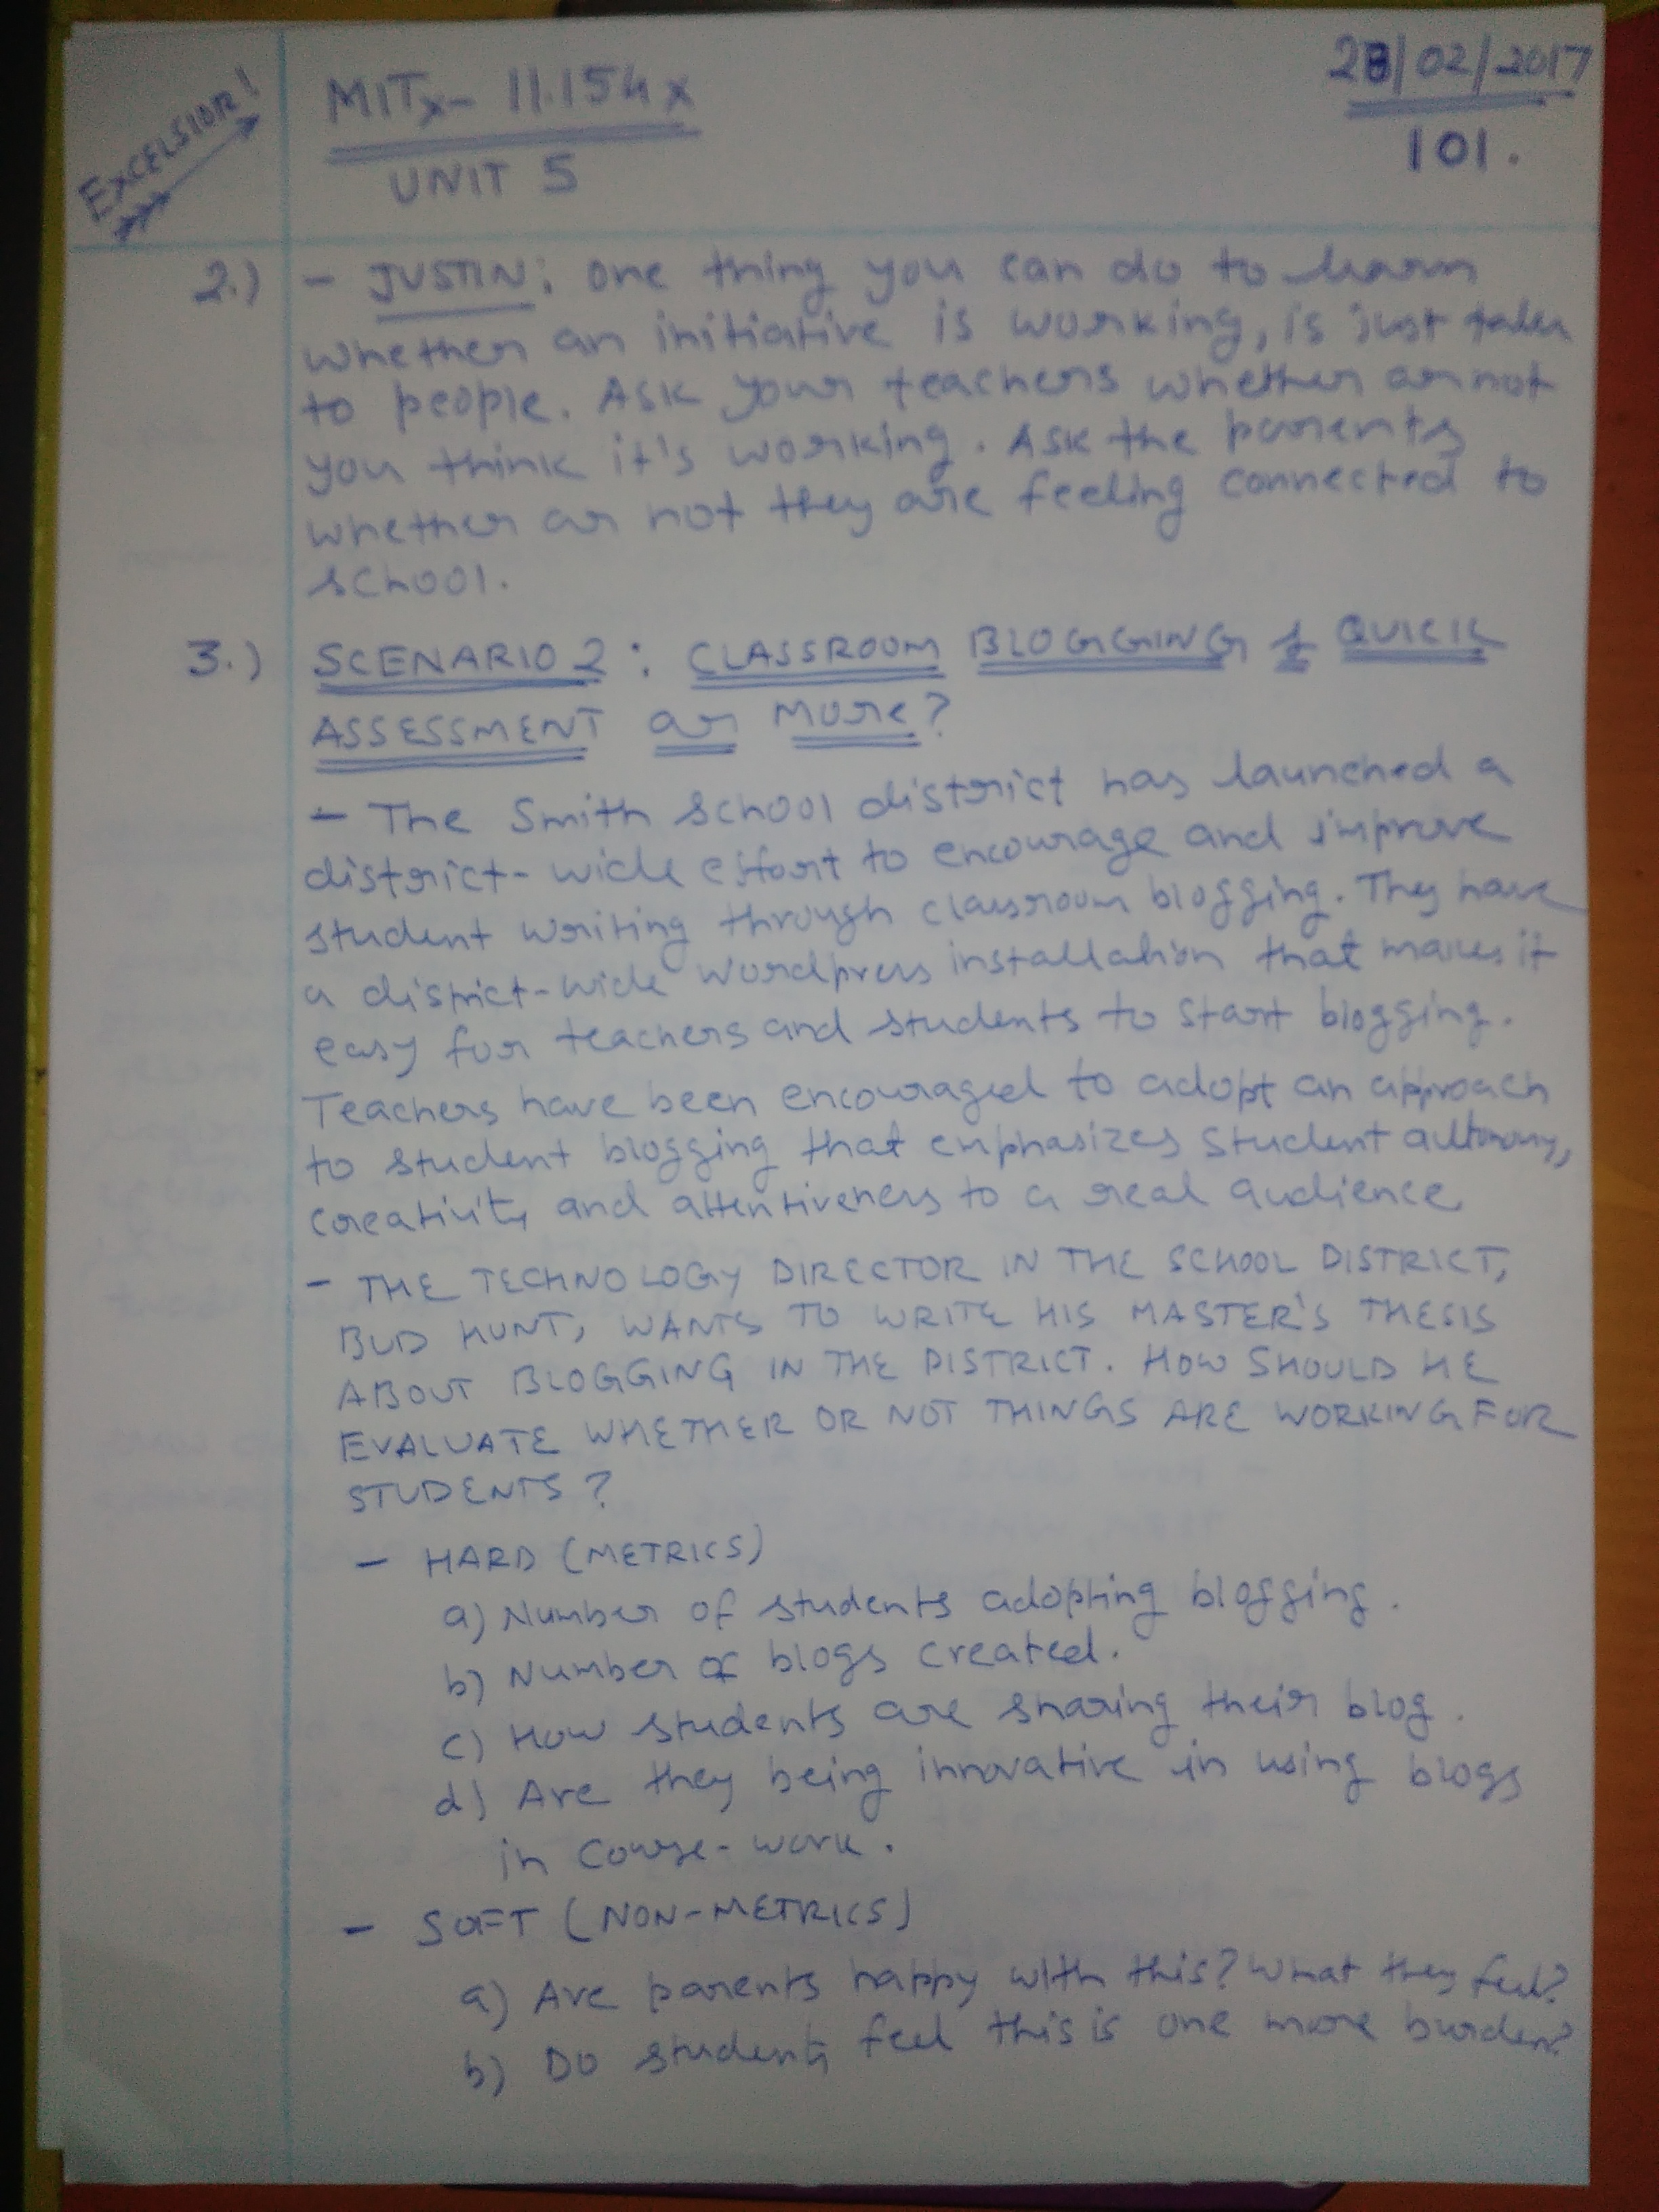 EXCELSIOR!
MITx- 11.154x
28/02/2017
UNIT 5
101.
2.) - JUSTIN: One thing you can do to learn
whether an initiative is working, is just talk
to people. Ask your teachers whether or not
you think it's working. Ask the parents
whether or not they are feeling connected to
school.
3.) SCENARIO 2: CLASSROOM BLOGGING & QUICK
ASSESSMENT or more?
- The Smith School district has launched a
district-wide effort to encourage and improve
student writing through classroom blogging. They have
a district-wide Wordpress installation that makes it
easy for teachers and students to start blogging.
Teachers have been encouraged to adopt an approach
to student blogging that emphasizes student autonomy,
creativity and attentiveness to a real audience
- THE TECHNOLOGY DIRECTOR IN THE SCHOOL DISTRICT,
BUD HUNT, WANTS TO WRITE HIS MASTER'S THESIS
ABOUT BLOGGING IN THE DISTRICT. HOW SHOULD HE
EVALUATE WHETHER OR NOT THINGS ARE WORKING FOR
STUDENTS?
- HARD (METRICS)
a) Number of students adopting blogging.
b) Number of blogs created.
c) How students are sharing their blog.
d) Are they being innovative in using blogs
in course-work.
- SOFT (NON-METRICS)
a) Are parents happy with this? What they feel?
b) Do students feel this is one more burden?